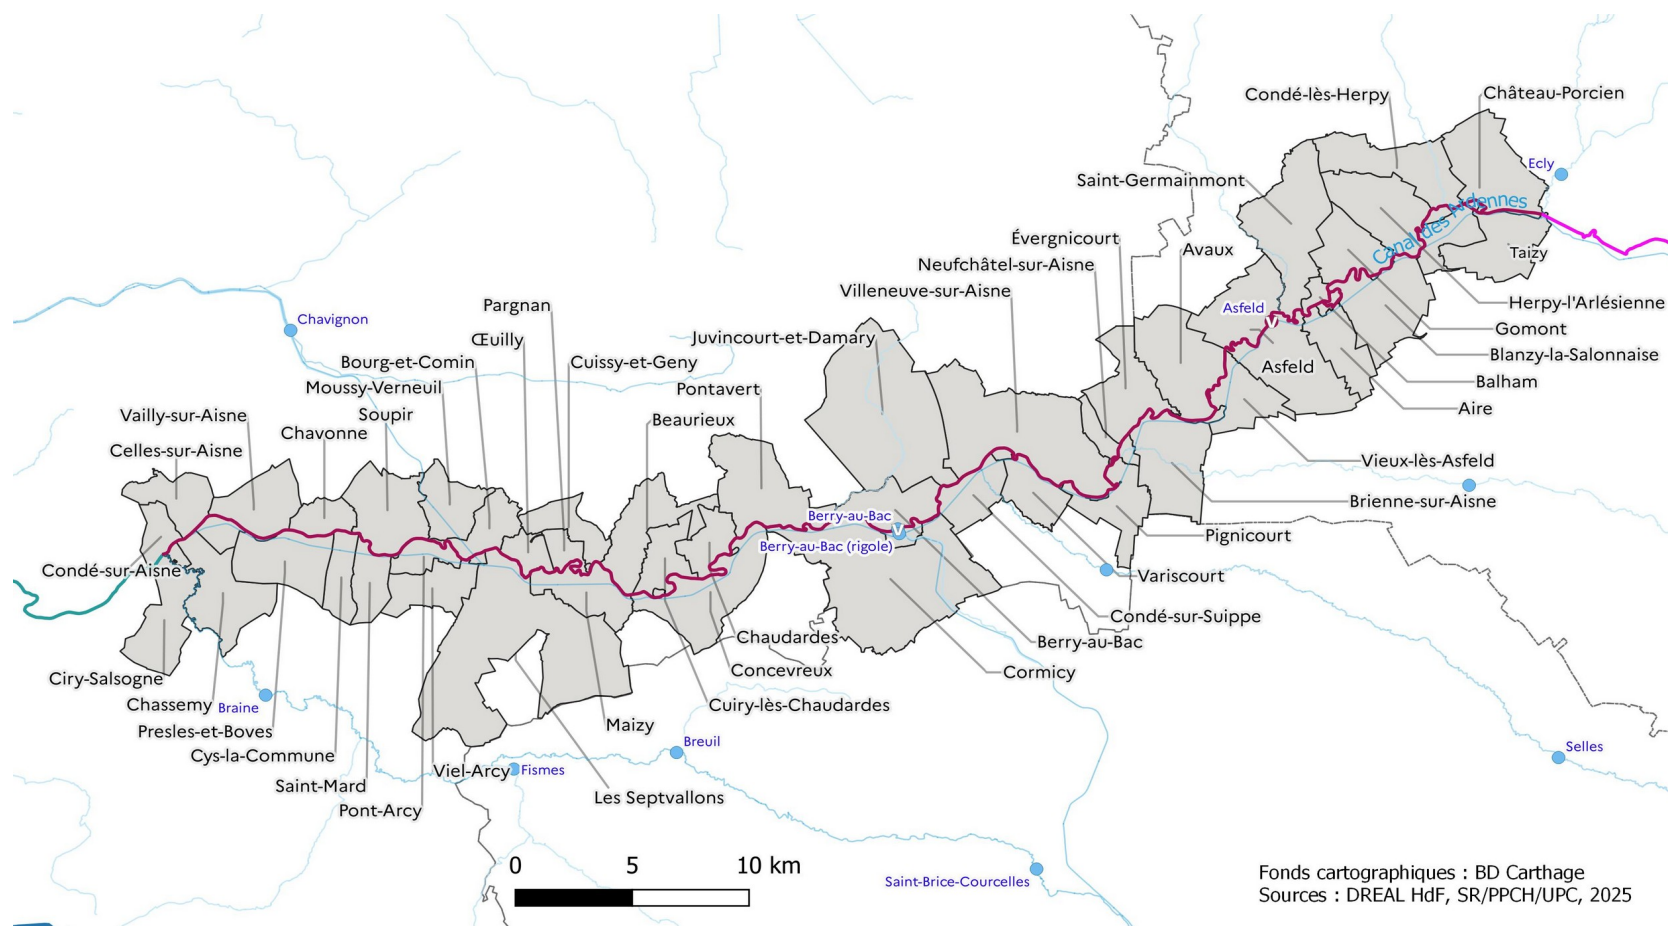 Château-Porcien
Condé-lès-Herpy
Ecly
Saint-Germainmont
Canal des Ardennes
Évergnicourt
Avaux
Taizy
Neufchâtel-sur-Aisne
Villeneuve-sur-Aisne
Herpy-l'Arlésienne
Pargnan
Asfeld
Chavignon
Gomont
Œuilly
Juvincourt-et-Damary
Blanzy-la-Salonnaise
Bourg-et-Comin
Cuissy-et-Geny
Asfeld
Balham
Moussy-Verneuil
Pontavert
Aire
Vailly-sur-Aisne
Soupir
Beaurieux
Chavonne
Celles-sur-Aisne
Vieux-lès-Asfeld
Brienne-sur-Aisne
Berry-au-Bac
Pignicourt
Berry-au-Bac (rigole)
Condé-sur-Aisne
Variscourt
Condé-sur-Suippe
Chaudardes
Berry-au-Bac
Concevreux
Cormicy
Ciry-Salsogne
Chassemy
Braine
Cuiry-lès-Chaudardes
Maizy
Presles-et-Boves
Breuil
Selles
Cys-la-Commune
Viel-Arcy
Fismes
Saint-Mard
Les Septvallons
Pont-Arcy
0 5 10 km
Saint-Brice-Courcelles
Fonds cartographiques : BD Carthage
Sources : DREAL HdF, SR/PPCH/UPC, 2025